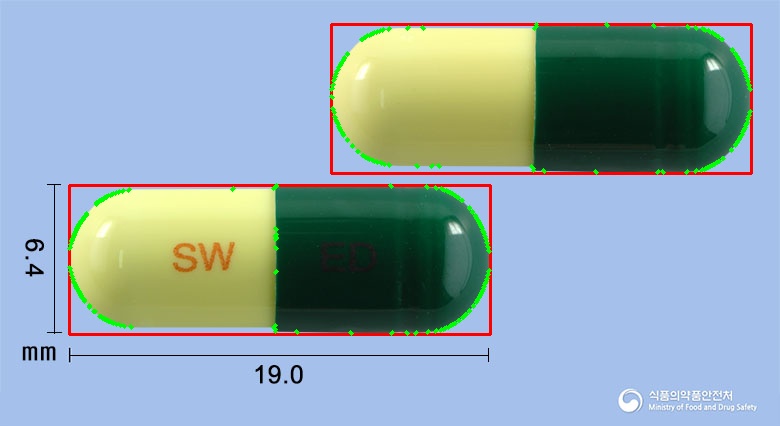 SW ED
6.4
mm
19.0
식품의약품안전처
Ministry of Food and Drug Safety